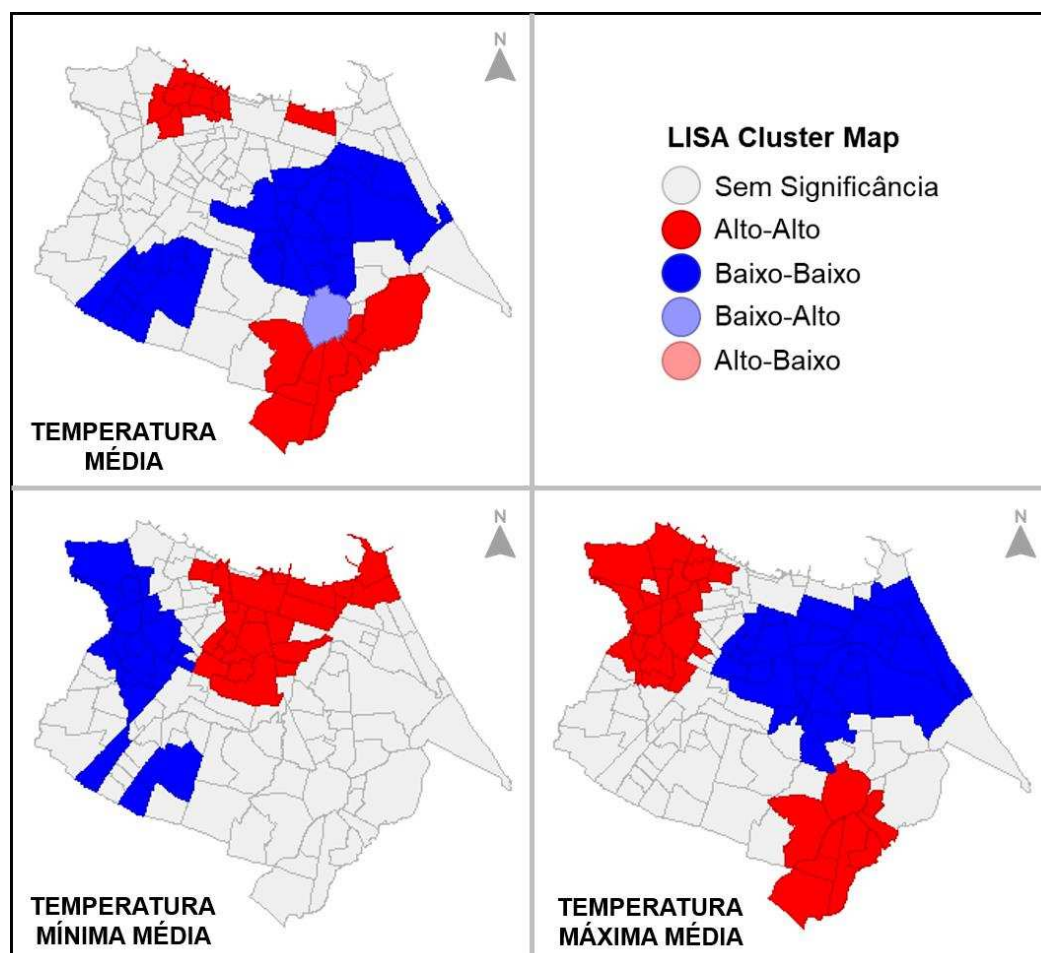 N
LISA Cluster Map
Sem Significância
Alto-Alto
Baixo-Baixo
Baixo-Alto
Alto-Baixo
TEMPERATURA
MÉDIA
N
TEMPERATURA
MÍNIMA MÉDIA
N
TEMPERATURA
MÁXIMA MÉDIA